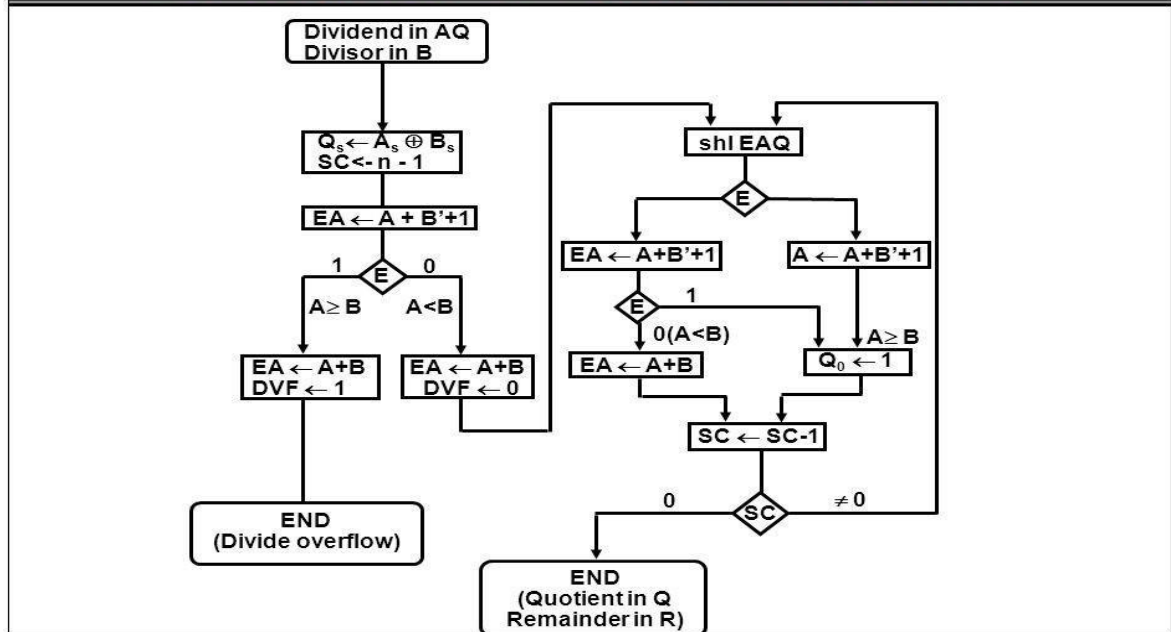 Dividend in AQ
Divisor in B
Qs ← As ⊕ Bs
SC<- n - 1
EA ← A + B'+1
1
E
0
A≥ B
A<B
EA ← A+B
DVF ← 1
EA ← A+B
DVF ← 0
END
(Divide overflow)
shl EAQ
E
EA ← A+B'+1
A ← A+B'+1
E
1
0(A<B)
A≥ B
EA ← A+B
Q0 ← 1
SC ← SC-1
0
SC
≠ 0
END
(Quotient in Q
Remainder in R)